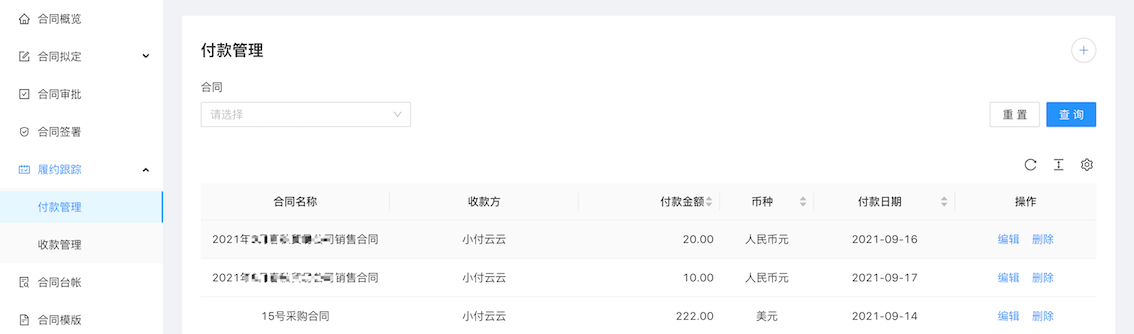 合同概览
合同拟定
合同审批
合同签署
履约跟踪
付款管理
收款管理
合同台帐
合同模版
付款管理
合同
请选择
重置 查询
合同名称 收款方 付款金额 币种 付款日期 操作
2021年 销售合同 小付云云 20.00 人民币元 2021-09-16 编辑 删除
2021年 销售合同 小付云云 10.00 人民币元 2021-09-17 编辑 删除
15号采购合同 小付云云 222.00 美元 2021-09-14 编辑 删除